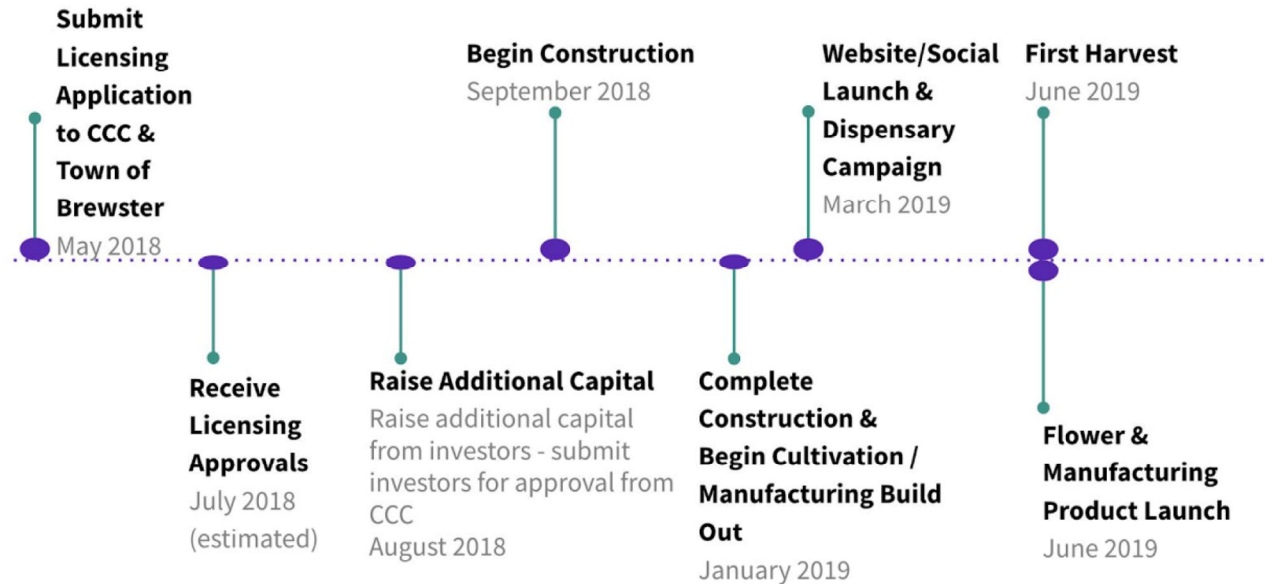 Submit
Licensing
Application
to CCC &
Town of
Brewster
May 2018
Receive
Licensing
Approvals
July 2018
(estimated)
Raise Additional Capital
Raise additional capital
from investors - submit
investors for approval from
CCC
August 2018
Begin Construction
September 2018
Complete
Construction &
Begin Cultivation /
Manufacturing Build
Out
January 2019
Website/Social
Launch &
Dispensary
Campaign
March 2019
First Harvest
June 2019
Flower &
Manufacturing
Product Launch
June 2019